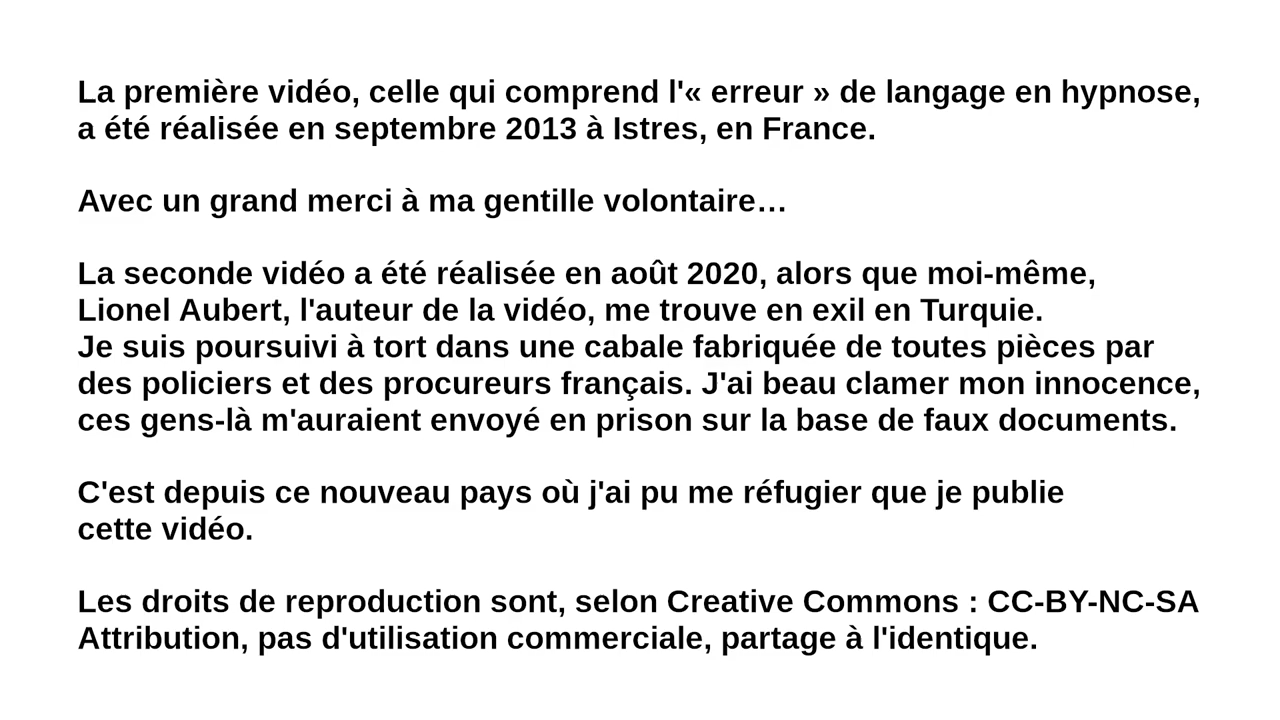 La première vidéo, celle qui comprend l'« erreur » de langage en hypnose,
a été réalisée en septembre 2013 à Istres, en France.
Avec un grand merci à ma gentille volontaire…
La seconde vidéo a été réalisée en août 2020, alors que moi-même,
Lionel Aubert, l'auteur de la vidéo, me trouve en exil en Turquie.
Je suis poursuivi à tort dans une cabale fabriquée de toutes pièces par
des policiers et des procureurs français. J'ai beau clamer mon innocence,
ces gens-là m'auraient envoyé en prison sur la base de faux documents.
C'est depuis ce nouveau pays où j'ai pu me réfugier que je publie
cette vidéo.
Les droits de reproduction sont, selon Creative Commons : CC-BY-NC-SA
Attribution, pas d'utilisation commerciale, partage à l'identique.